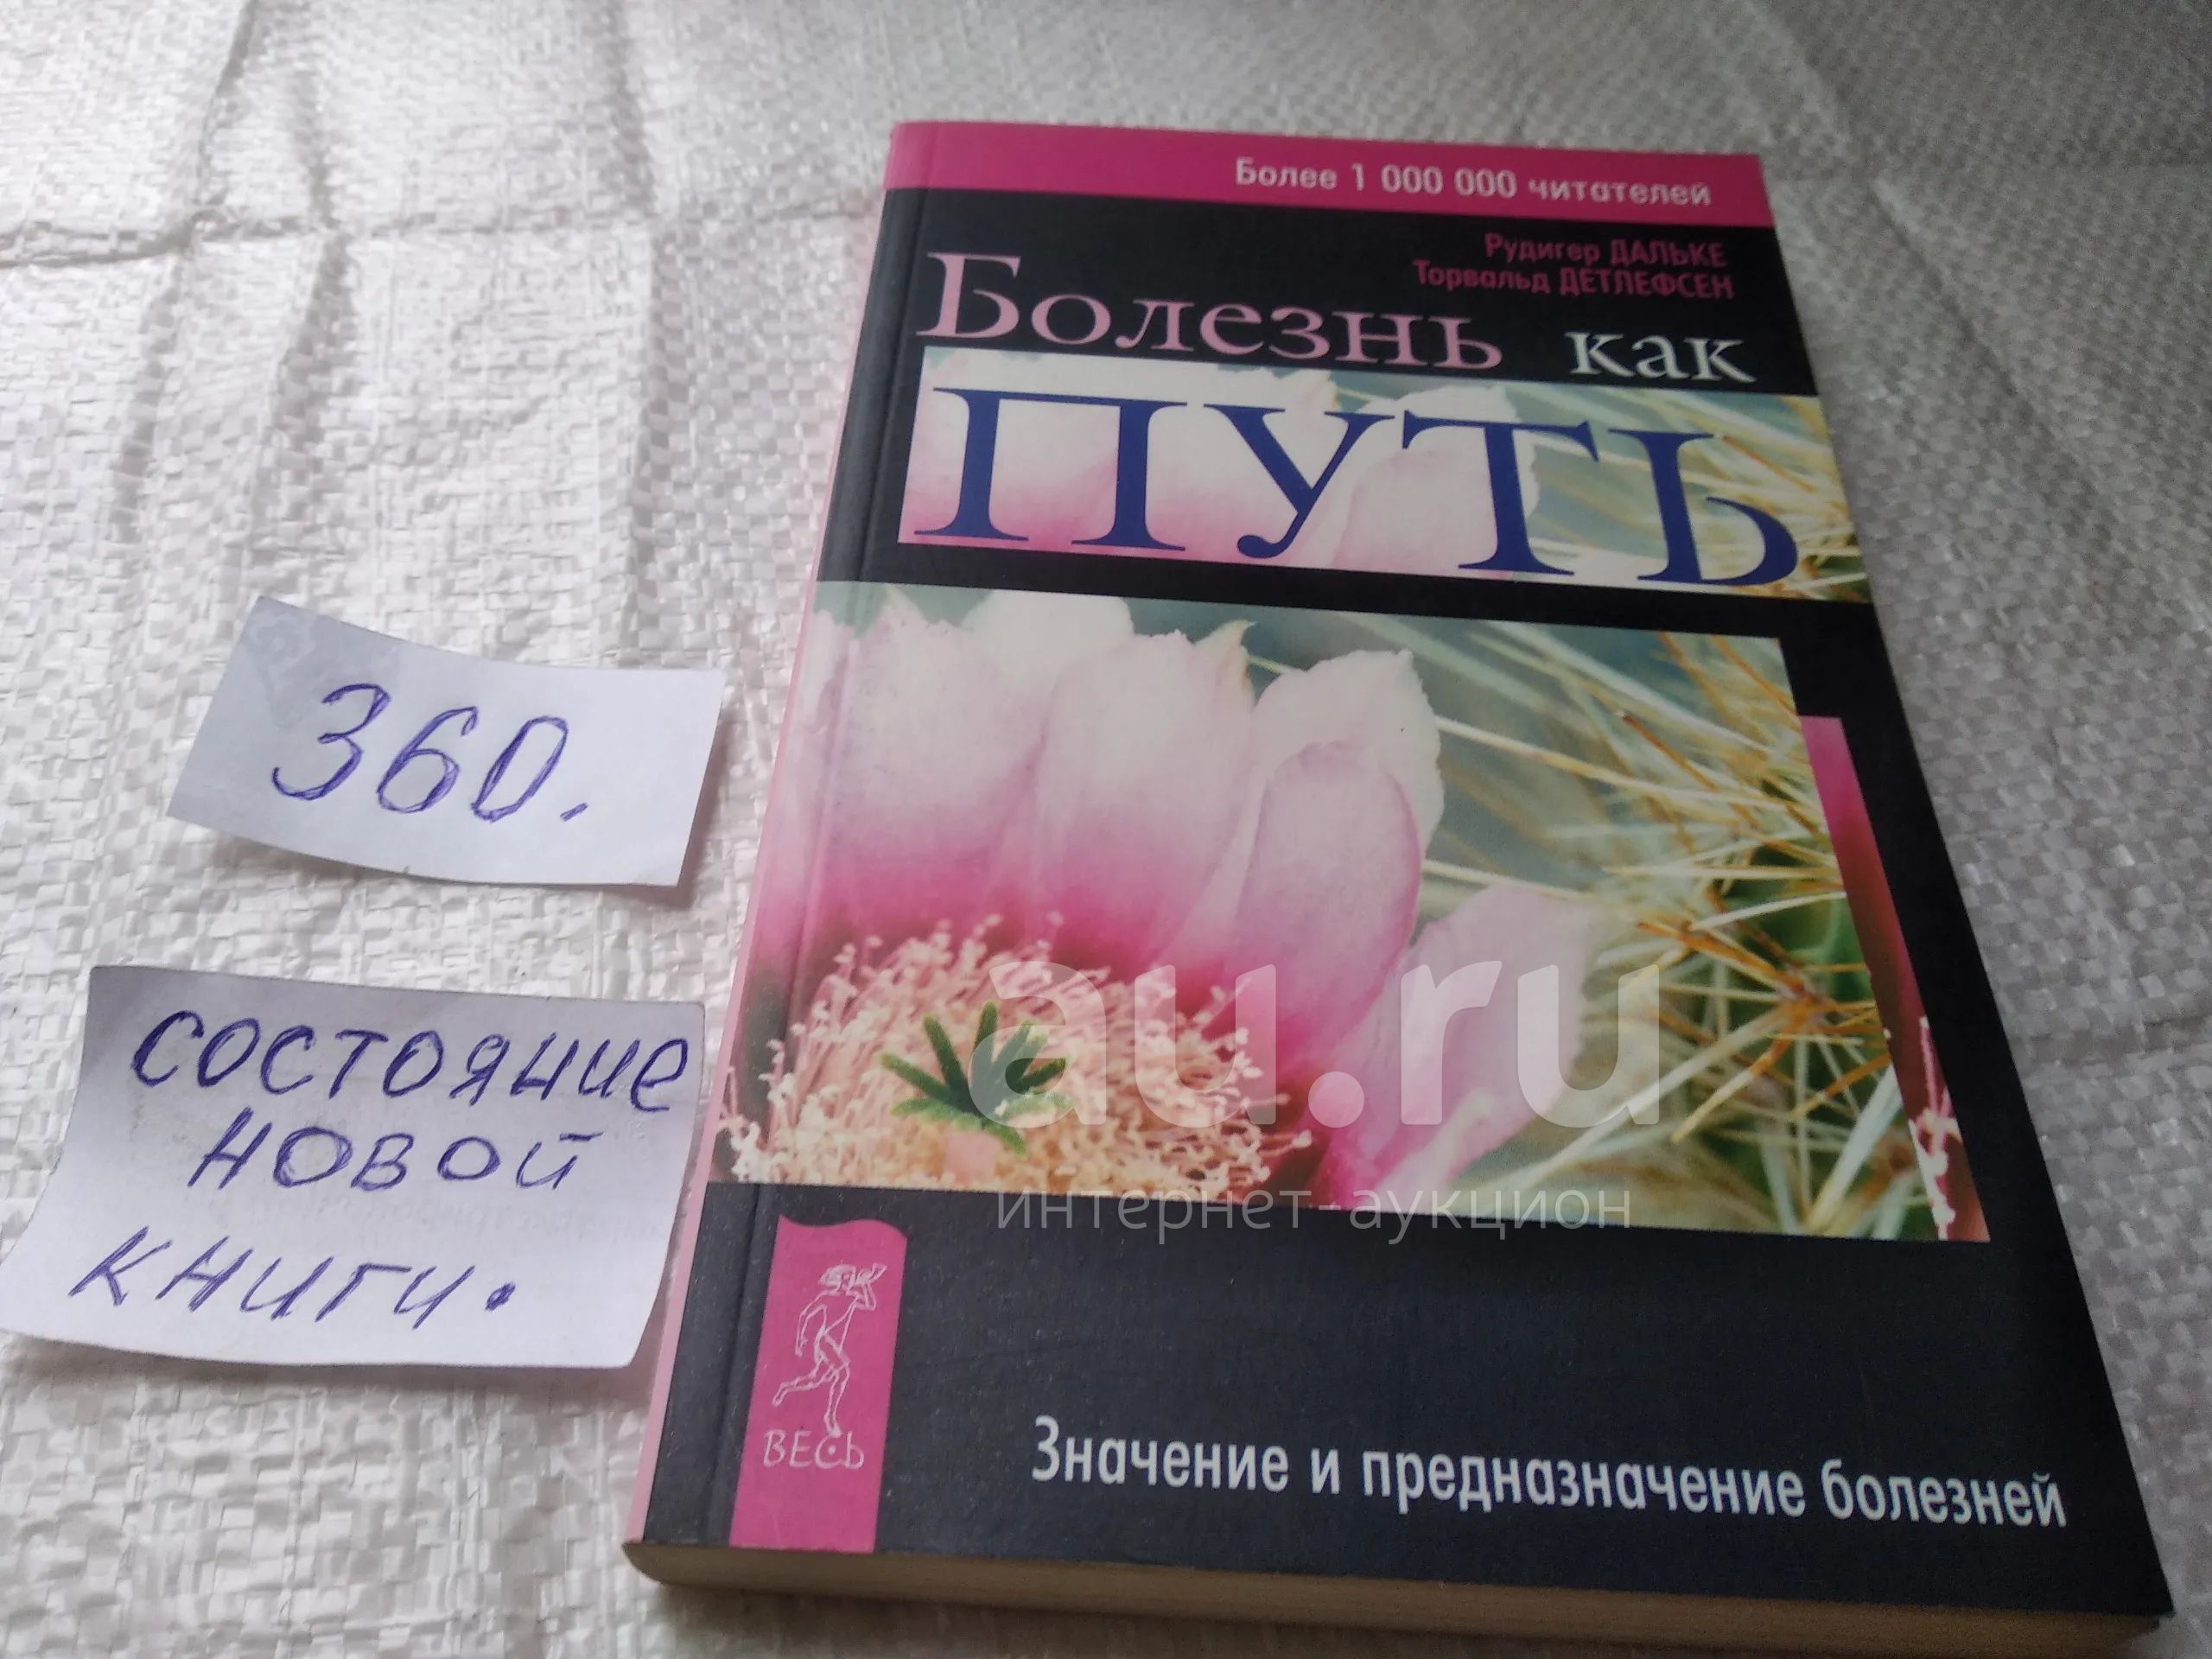 Более 1 000 000 читателей
Рудигер ДАЛЬКЕ
Торвальд ДЕТЛЕФСЕН
Болезнь как
ПУТЬ
360.
состояние
новой
книги.
au.ru
интернет-аукцион
ВЕСЬ
Значение и предназначение болезней